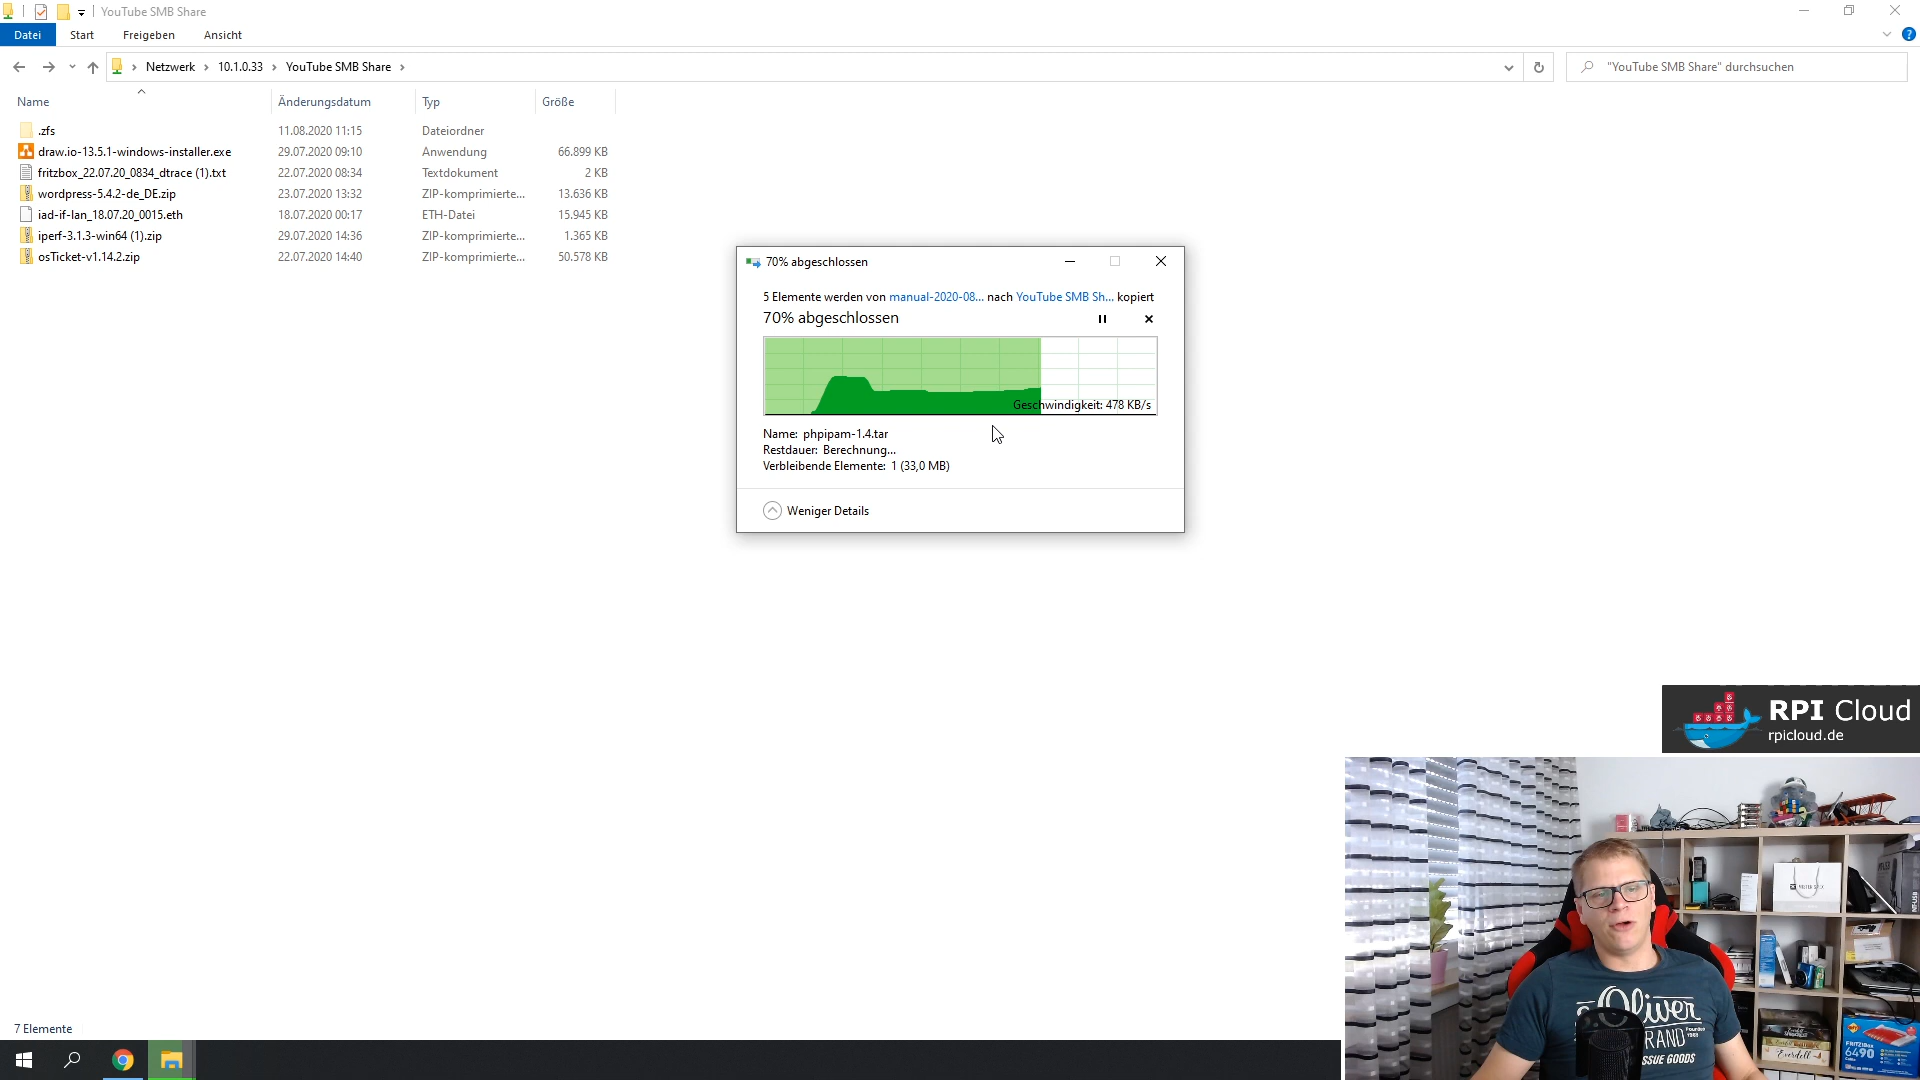 YouTube SMB Share
Datei Start Freigeben Ansicht
Netzwerk 10.1.0.33 YouTube SMB Share
"YouTube SMB Share" durchsuchen
Name Änderungsdatum Typ Größe
.zfs 11.08.2020 11:15 Dateiordner
draw.io-13.5.1-windows-installer.exe 29.07.2020 09:10 Anwendung 66.899 KB
fritzbox_22.07.20_0834_dtrace (1).txt 22.07.2020 08:34 Textdokument 2 KB
wordpress-5.4.2-de_DE.zip 23.07.2020 13:32 ZIP-komprimierte... 13.636 KB
iad-if-lan_18.07.20_0015.eth 18.07.2020 00:17 ETH-Datei 15.945 KB
iperf-3.1.3-win64 (1).zip 29.07.2020 14:36 ZIP-komprimierte... 1.365 KB
osTicket-v1.14.2.zip 22.07.2020 14:40 ZIP-komprimierte... 50.578 KB
70% abgeschlossen
5 Elemente werden von manual-2020-08... nach YouTube SMB Sh... kopiert
70% abgeschlossen
Geschwindigkeit: 478 KB/s
Name: phpipam-1.4.tar
Restdauer: Berechnung...
Verbleibende Elemente: 1 (33,0 MB)
Weniger Details
RPI Cloud
rpicloud.de
Oliver
RAND
SSUE GOODS
Everdell
FRITZ!Box
6490
7 Elemente